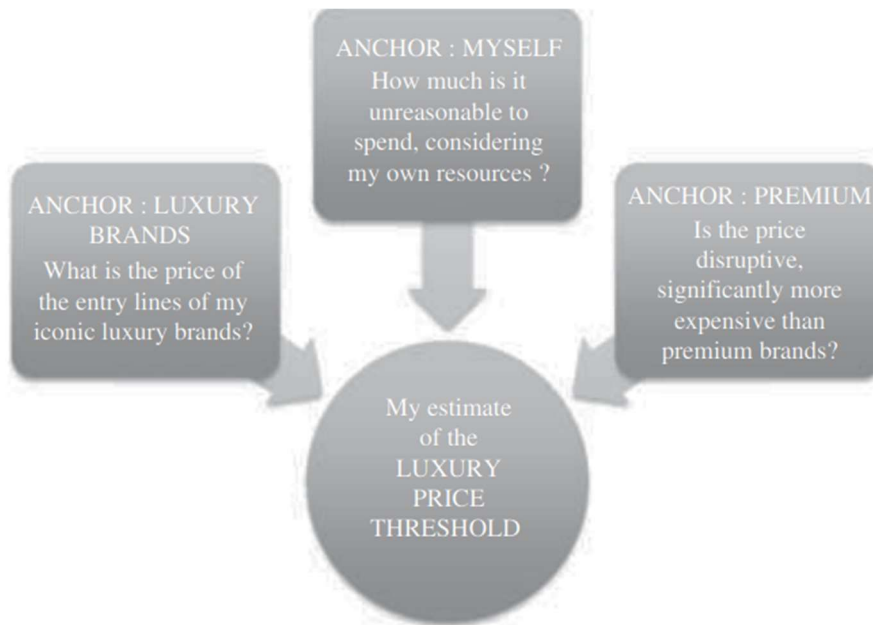 ANCHOR : MYSELF
How much is it
unreasonable to
spend, considering
my own resources ?
ANCHOR : LUXURY
BRANDS
What is the price of
the entry lines of my
iconic luxury brands?
ANCHOR : PREMIUM
Is the price
disruptive,
significantly more
expensive than
premium brands?
My estimate
of the
LUXURY
PRICE
THRESHOLD